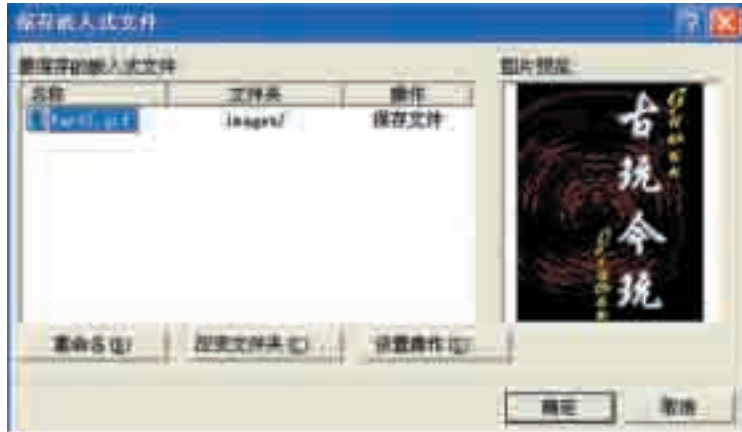 保存嵌入式文件
要保存的嵌入式文件
图片预览:
名称 文件夹 操作
images/ 保存文件
古玩今玩
重命名(R) 改变文件夹(C)... 设置操作(S)...
确定 取消